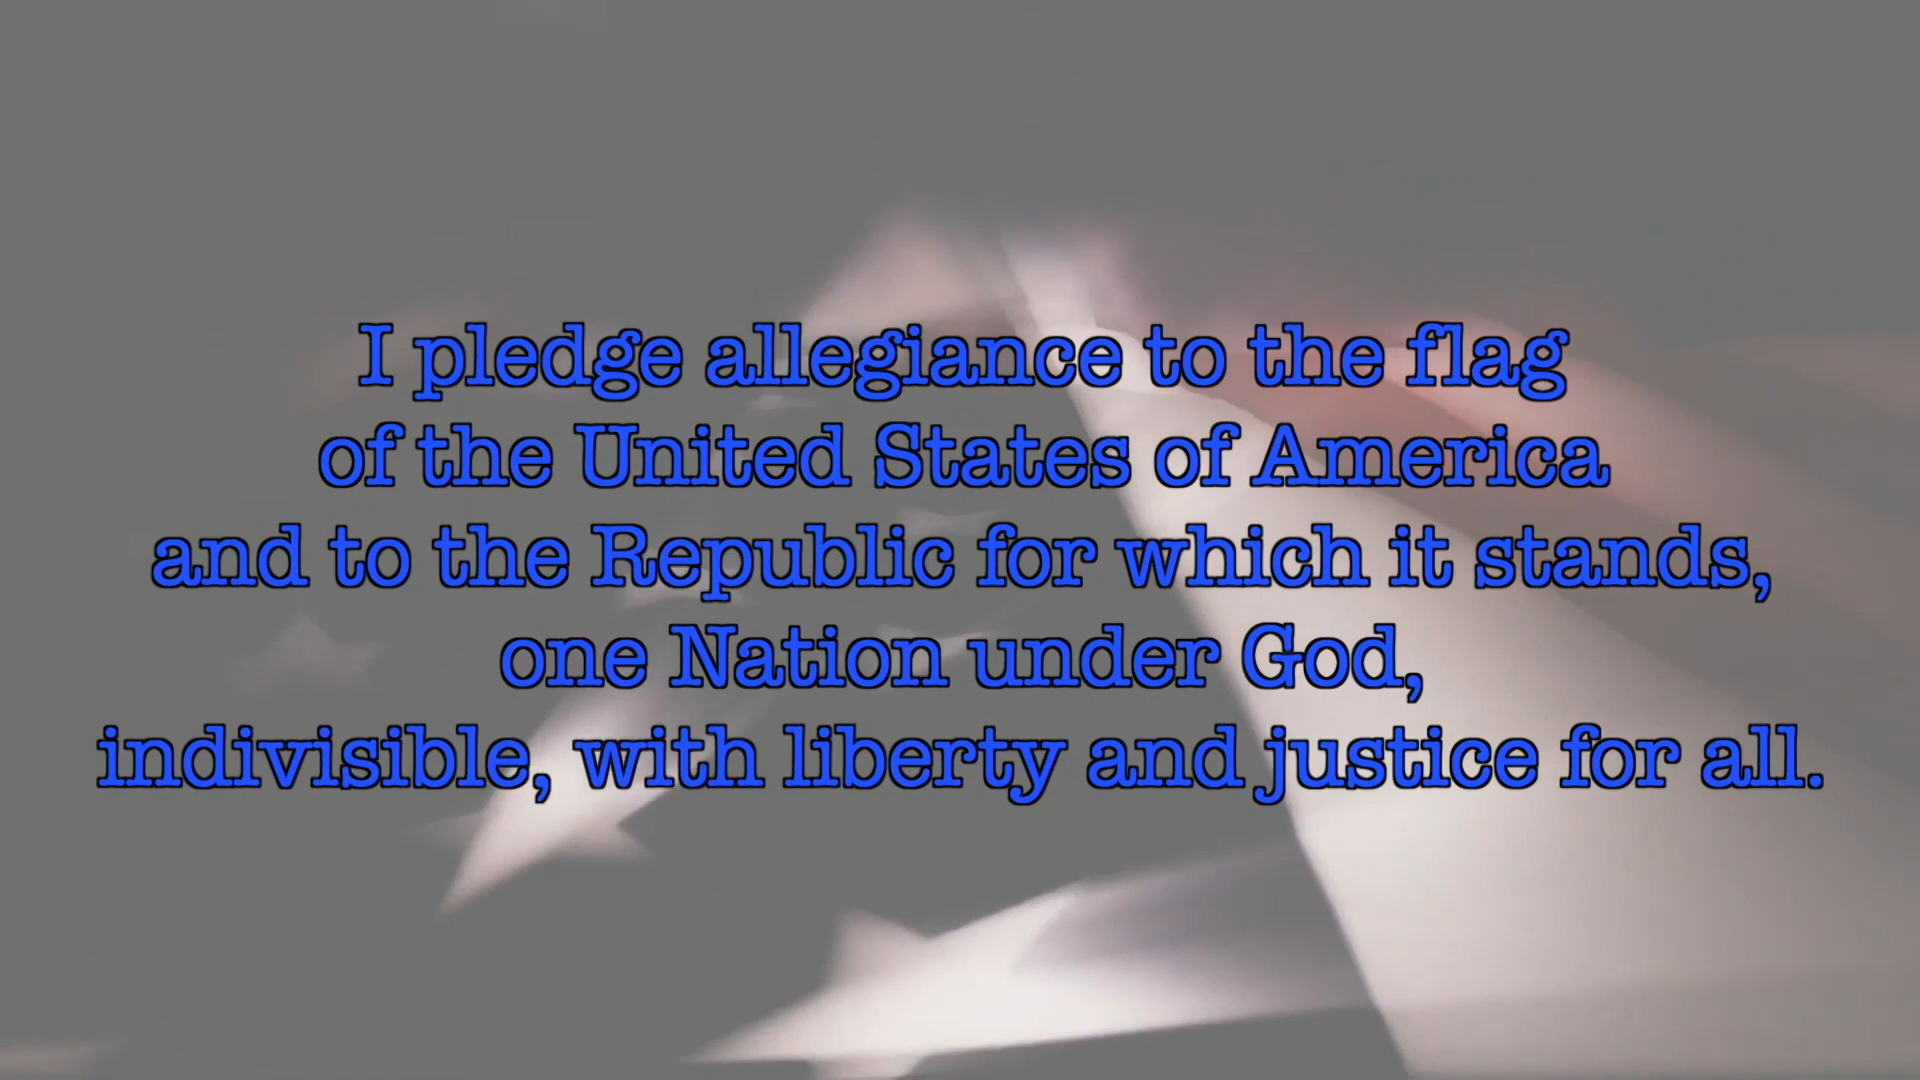 I pledge allegiance to the flag
of the United States of America
and to the Republic for which it stands,
one Nation under God,
indivisible, with liberty and justice for all.